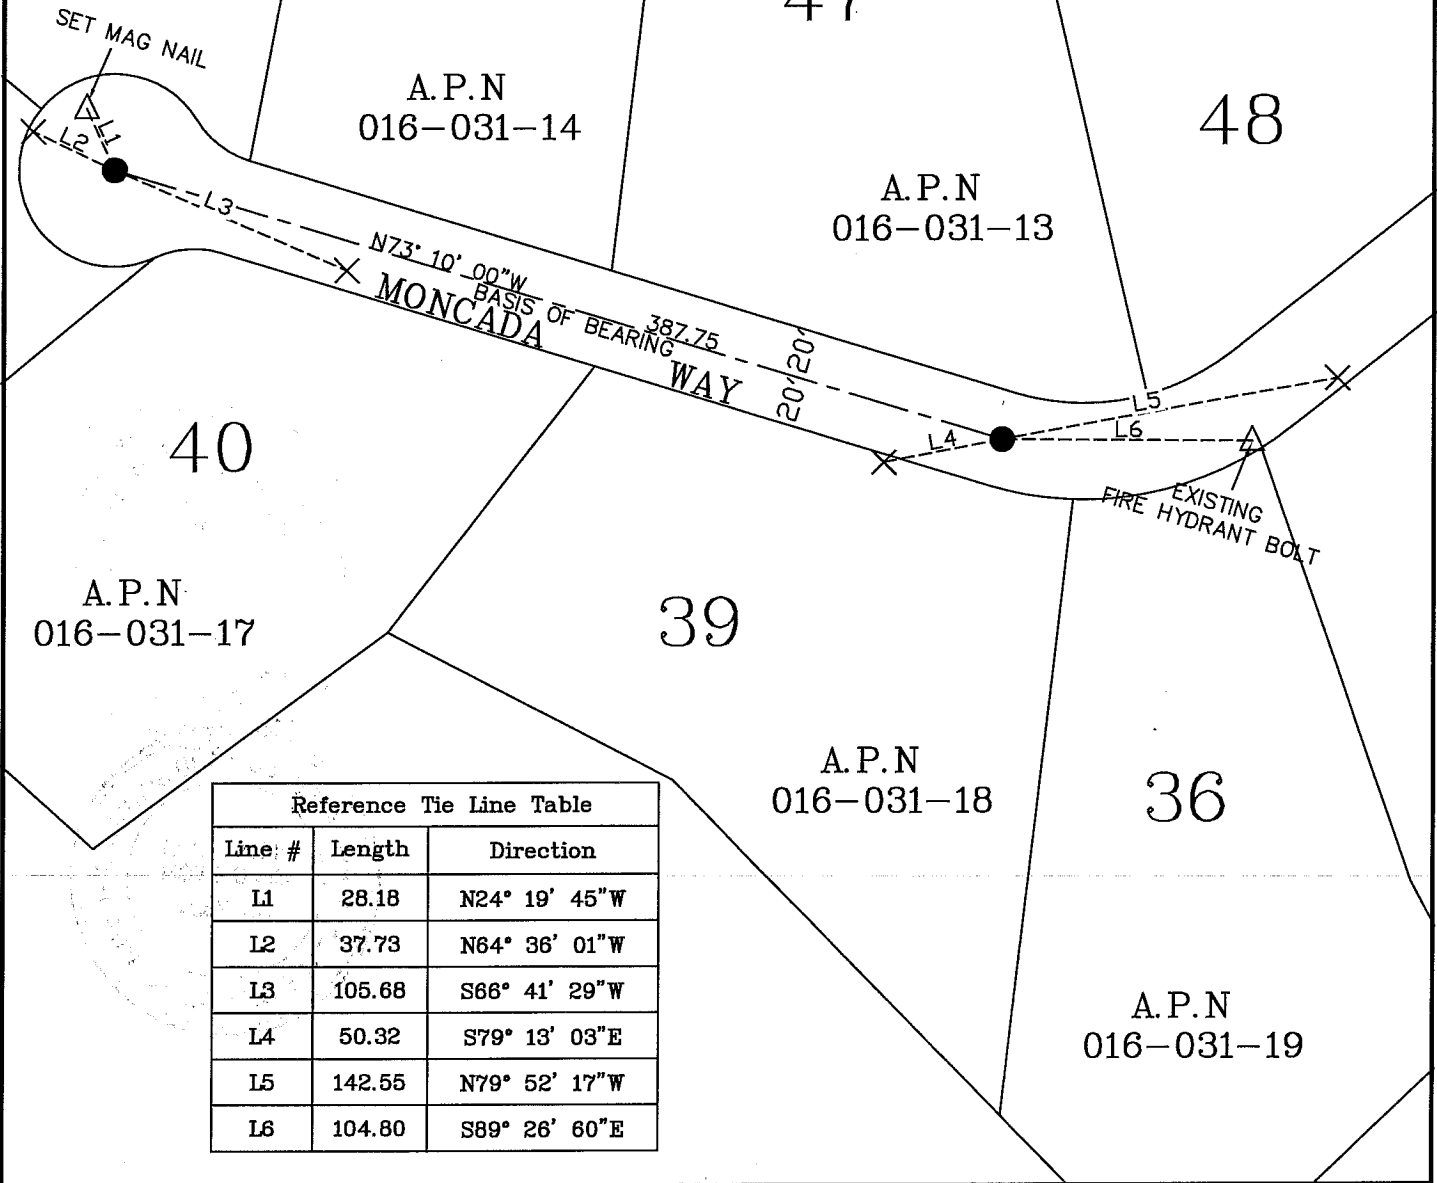 47
SET MAG NAIL
A.P.N
016-031-14
48
L1
L2
A.P.N
016-031-13
L3
N73° 10' 00"W
387.75
BASIS OF BEARING
MONCADA WAY
20' 20'
L5
L4
L6
EXISTING
FIRE HYDRANT BOLT
40
A.P.N
016-031-17
39
A.P.N
016-031-18
36
A.P.N
016-031-19
Reference Tie Line Table
Line # Length Direction
L1 28.18 N24° 19' 45"W
L2 37.73 N64° 36' 01"W
L3 105.68 S66° 41' 29"W
L4 50.32 S79° 13' 03"E
L5 142.55 N79° 52' 17"W
L6 104.80 S89° 26' 60"E